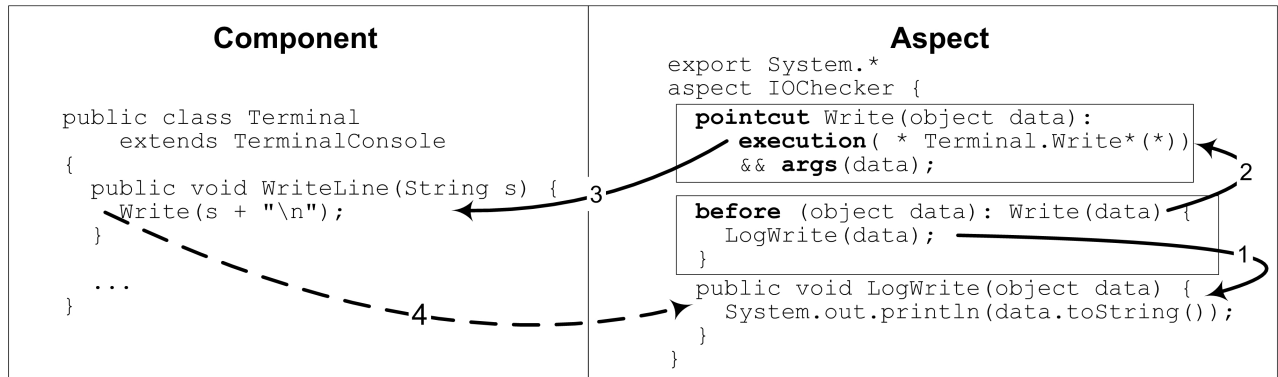 Component
public class Terminal
extends TerminalConsole
{
public void WriteLine(String s) {
Write(s + "\n");
}
...
}
Aspect
export System.*
aspect IOChecker {
pointcut Write(object data):
execution( * Terminal.Write*(*))
&& args(data);
before (object data): Write(data) {
LogWrite(data);
}
public void LogWrite(object data) {
System.out.println(data.toString());
}
}
3
2
1
4